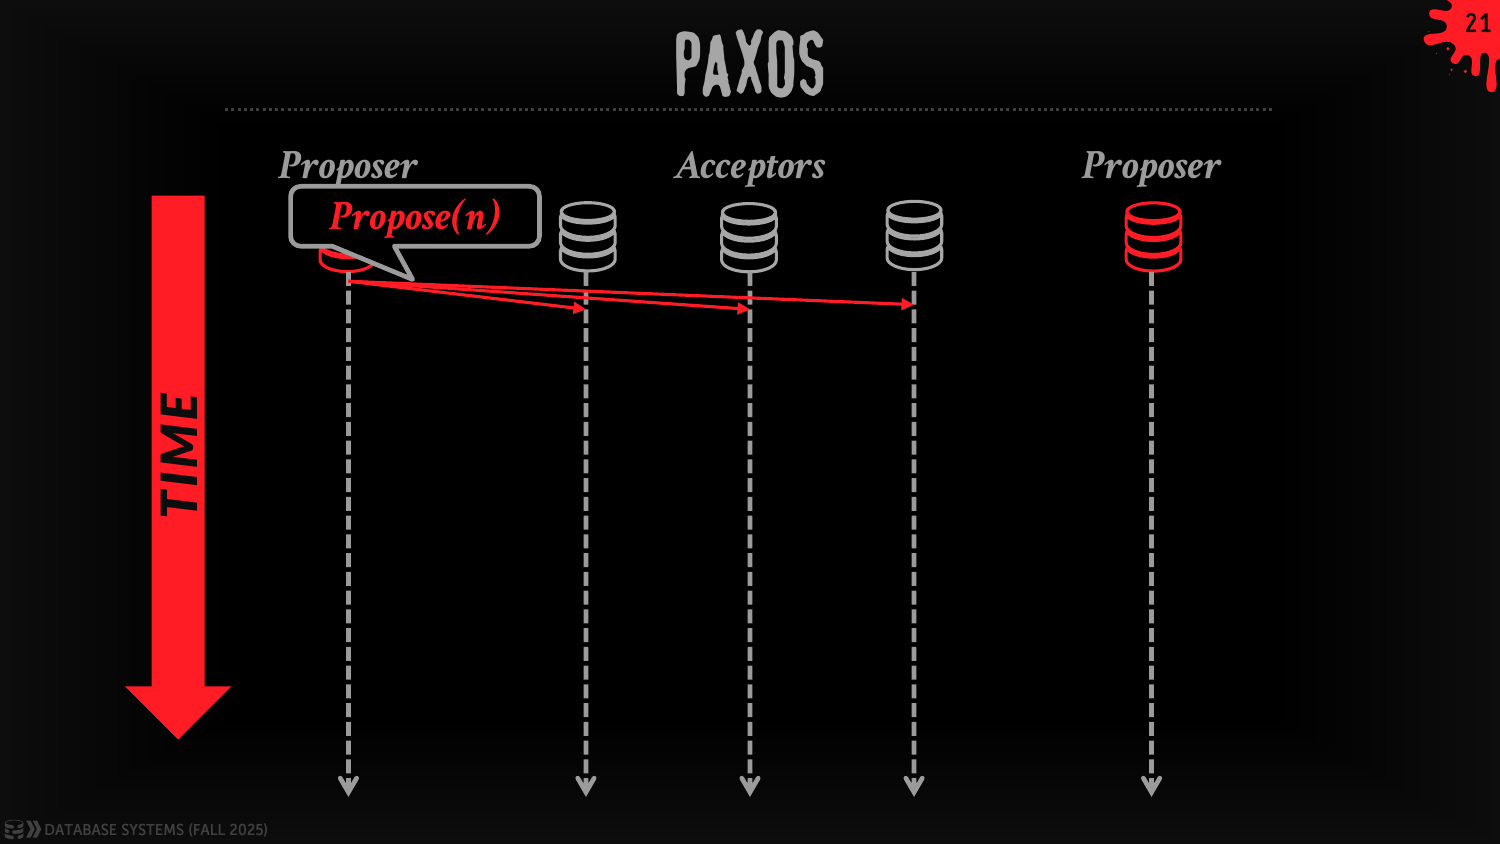 21
PAXOS
Proposer
Acceptors
Proposer
Propose(n)
TIME
DATABASE SYSTEMS (FALL 2025)